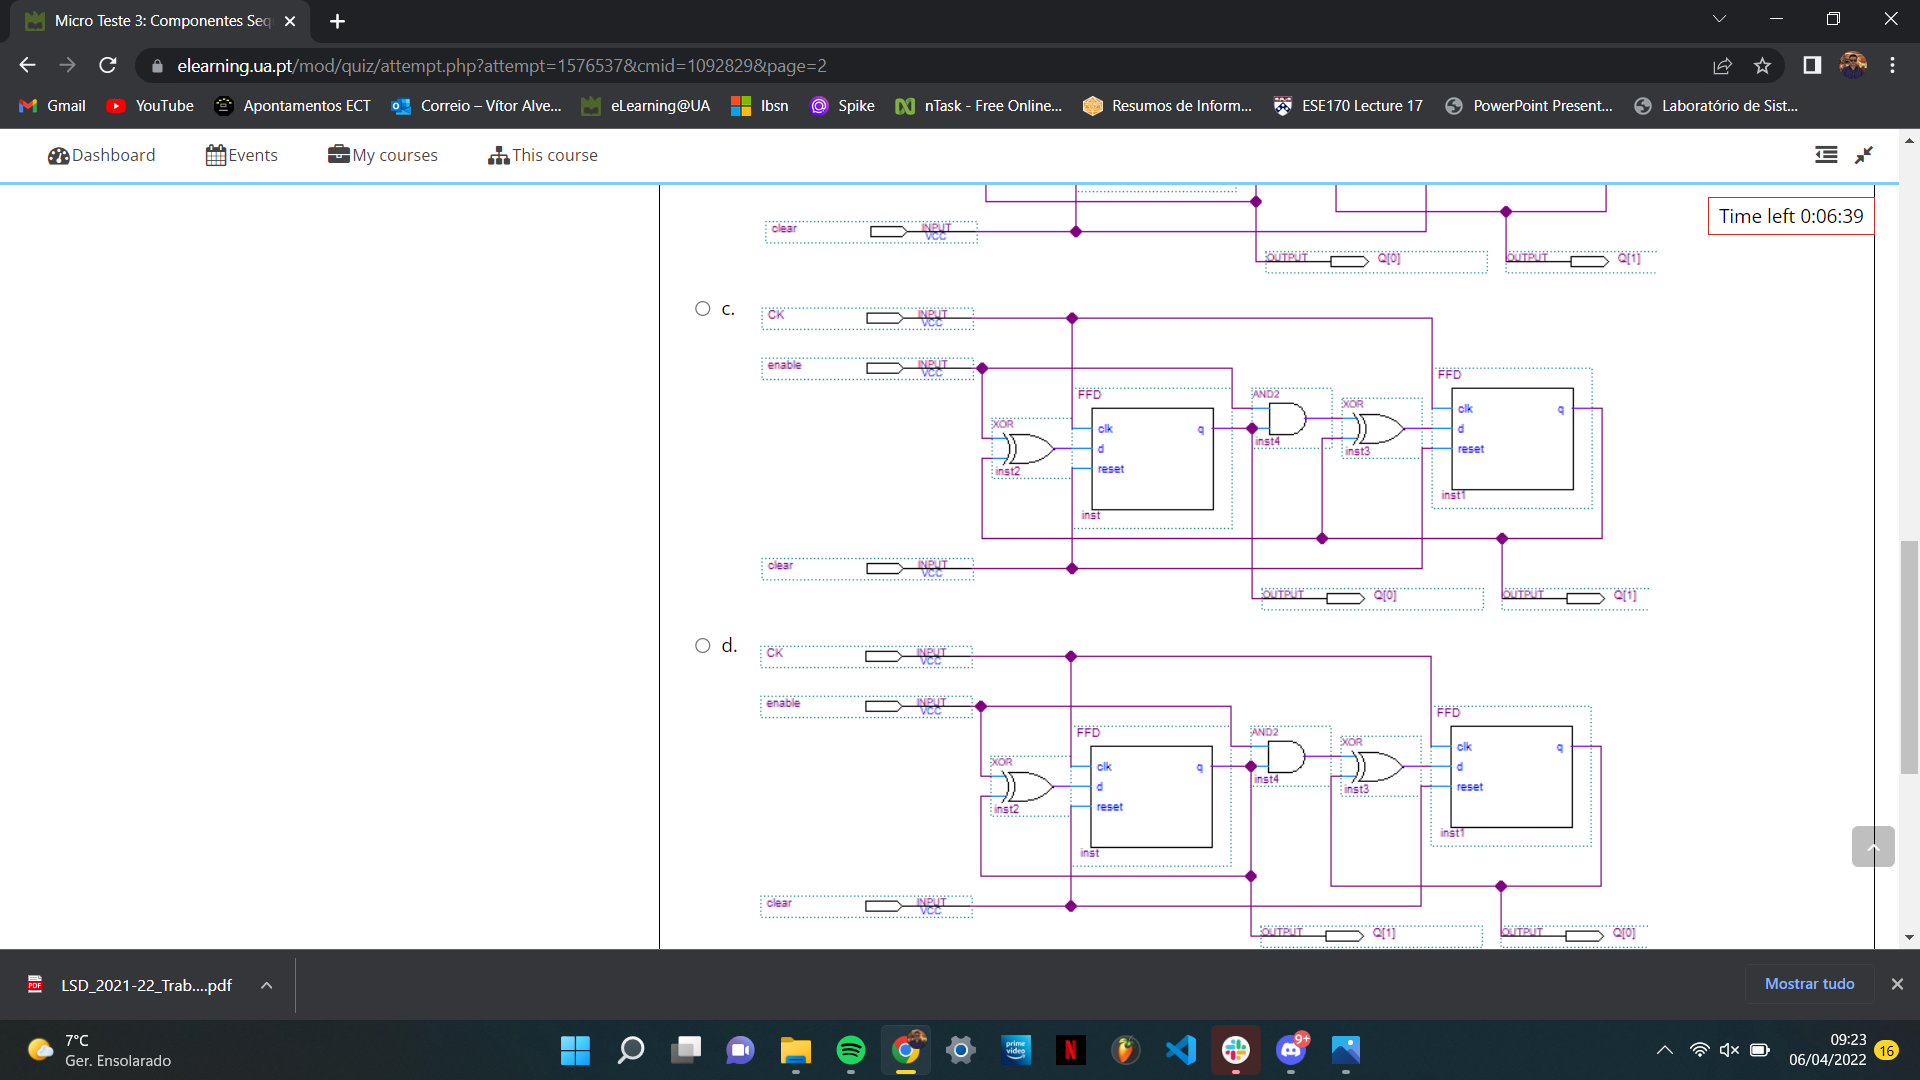 Micro Teste 3: Componentes Seq
elearning.ua.pt/mod/quiz/attempt.php?attempt=1576537&cmid=1092829&page=2
Gmail YouTube Apontamentos ECT Correio – Vítor Alve... eLearning@UA Ibsn Spike nTask - Free Online... Resumos de Inform... ESE170 Lecture 17 PowerPoint Present... Laboratório de Sist...
Dashboard Events My courses This course
Time left 0:06:39
clear INPUT VCC
OUTPUT Q[0] OUTPUT Q[1]
c.
CK INPUT VCC
enable INPUT VCC
FFD
FFD AND2
XOR
clk q
XOR
clk q
d
inst4
inst3
reset
d
reset
inst2
inst1
inst
clear INPUT VCC
OUTPUT Q[0] OUTPUT Q[1]
d.
CK INPUT VCC
enable INPUT VCC
FFD
FFD AND2
XOR
clk q
XOR
clk q
d
inst4
inst3
reset
d
reset
inst2
inst1
inst
clear INPUT VCC
OUTPUT Q[1] OUTPUT Q[0]
PDF LSD_2021-22_Trab....pdf Mostrar tudo
7°C
Ger. Ensolarado
prime video
N
9+
09:23
06/04/2022
16